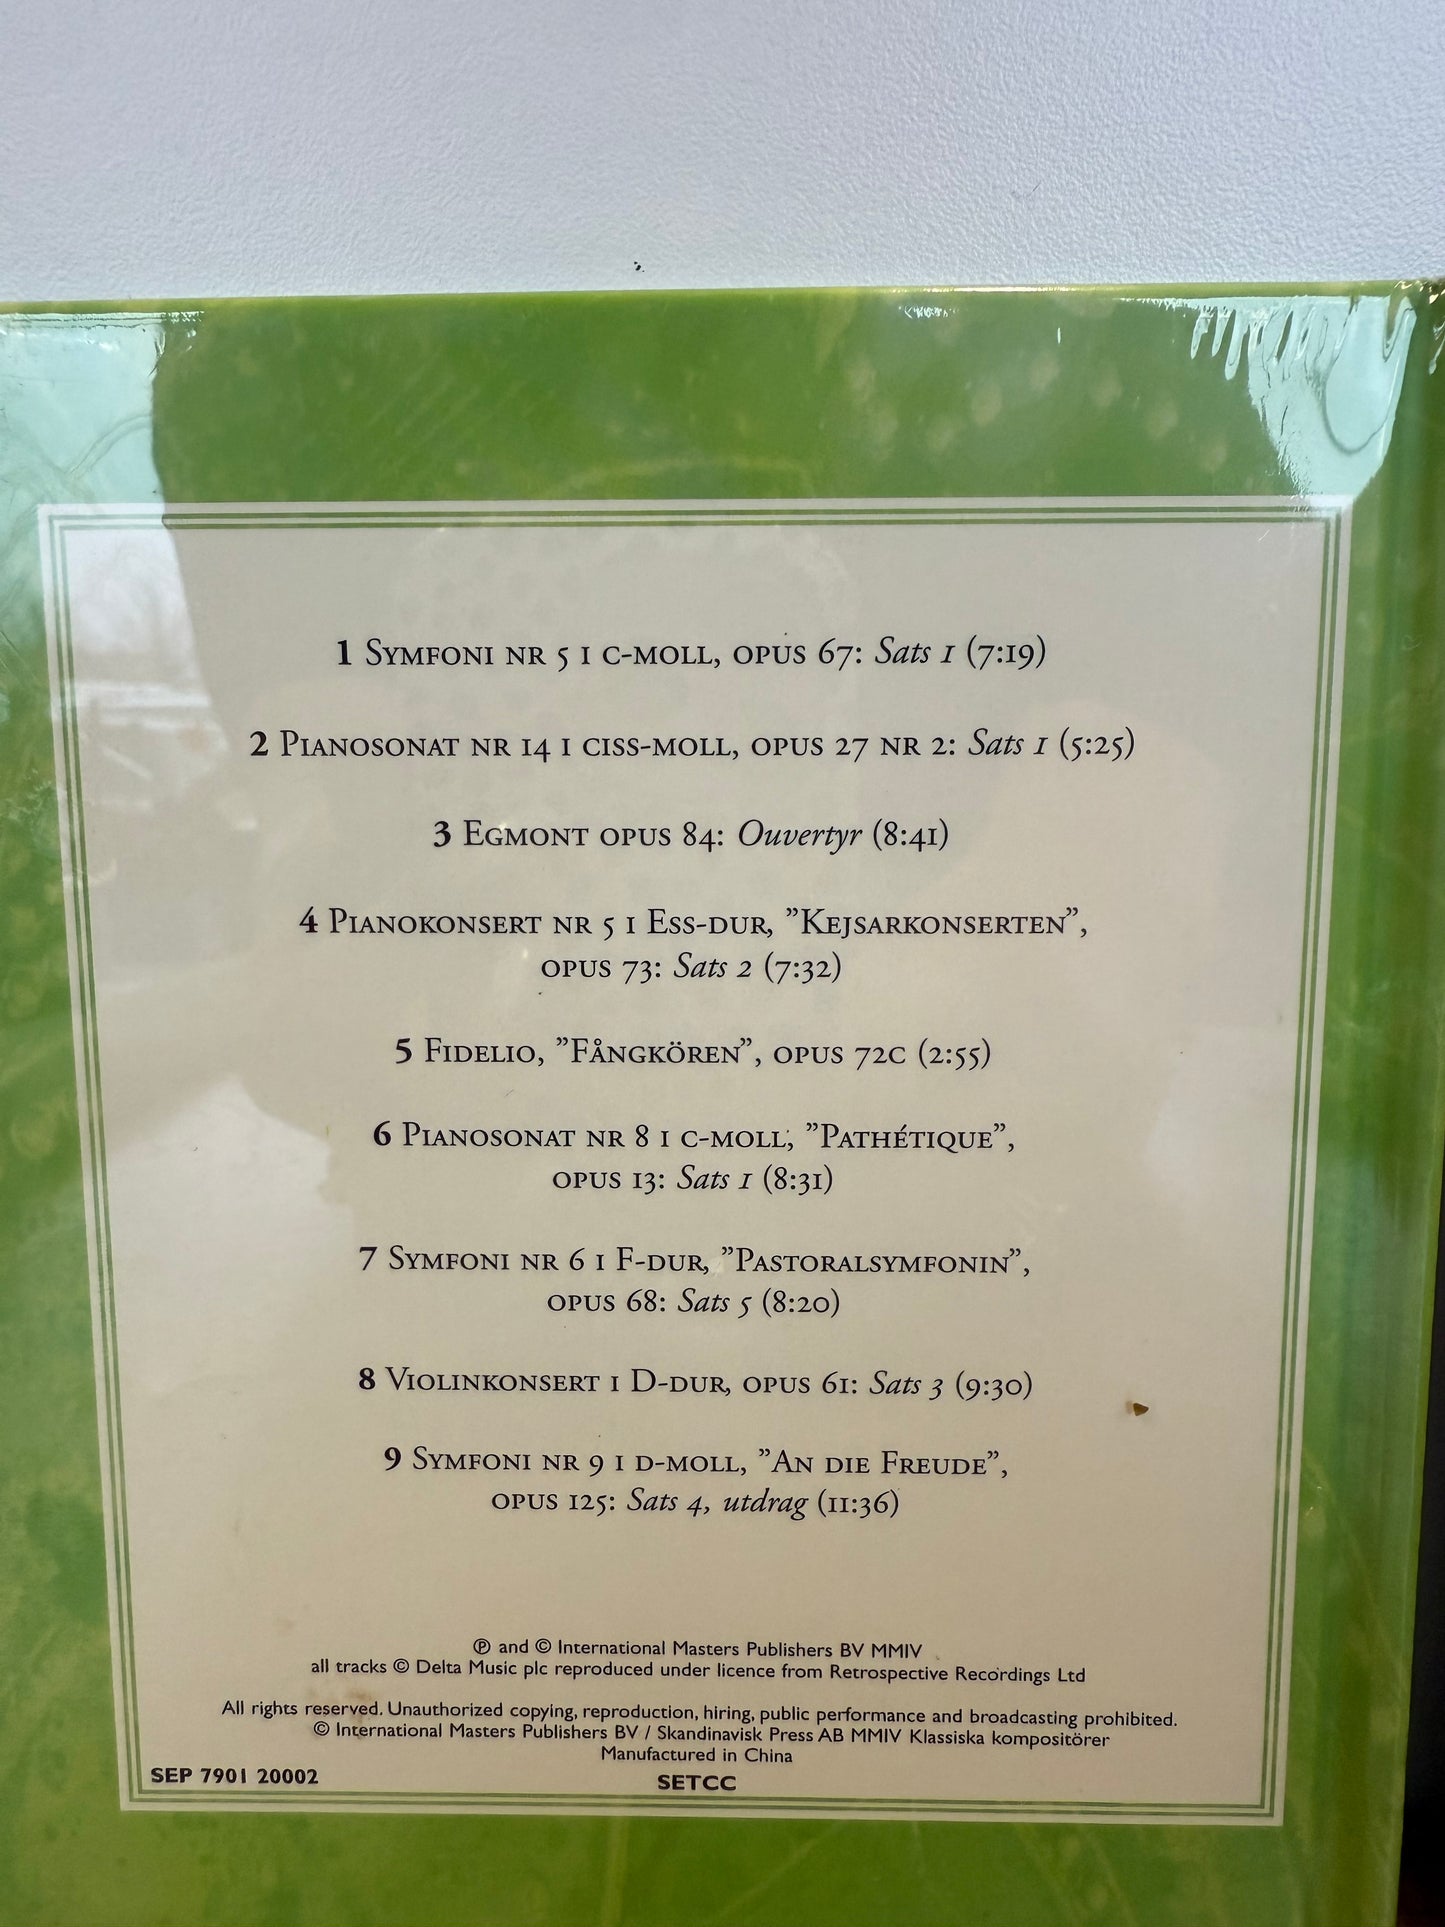 1 Symfoni nr 5 i c-moll, opus 67: Sats 1 (7:19)
2 Pianosonat nr 14 i ciss-moll, opus 27 nr 2: Sats 1 (5:25)
3 Egmont opus 84: Ouvertyr (8:41)
4 Pianokonsert nr 5 i Ess-dur, ”Kejsarkonserten”,
opus 73: Sats 2 (7:32)
5 Fidelio, ”Fångkören”, opus 72c (2:55)
6 Pianosonat nr 8 i c-moll, ”Pathétique”,
opus 13: Sats 1 (8:31)
7 Symfoni nr 6 i F-dur, ”Pastoralsymfonin”,
opus 68: Sats 5 (8:20)
8 Violinkonsert i D-dur, opus 61: Sats 3 (9:30)
9 Symfoni nr 9 i d-moll, ”An die Freude”,
opus 125: Sats 4, utdrag (11:36)
℗ and © International Masters Publishers BV MMIV
all tracks © Delta Music plc reproduced under licence from Retrospective Recordings Ltd
All rights reserved. Unauthorized copying, reproduction, hiring, public performance and broadcasting prohibited.
© International Masters Publishers BV / Skandinavisk Press AB MMIV Klassiska kompositörer
Manufactured in China
SEP 7901 20002
SETCC